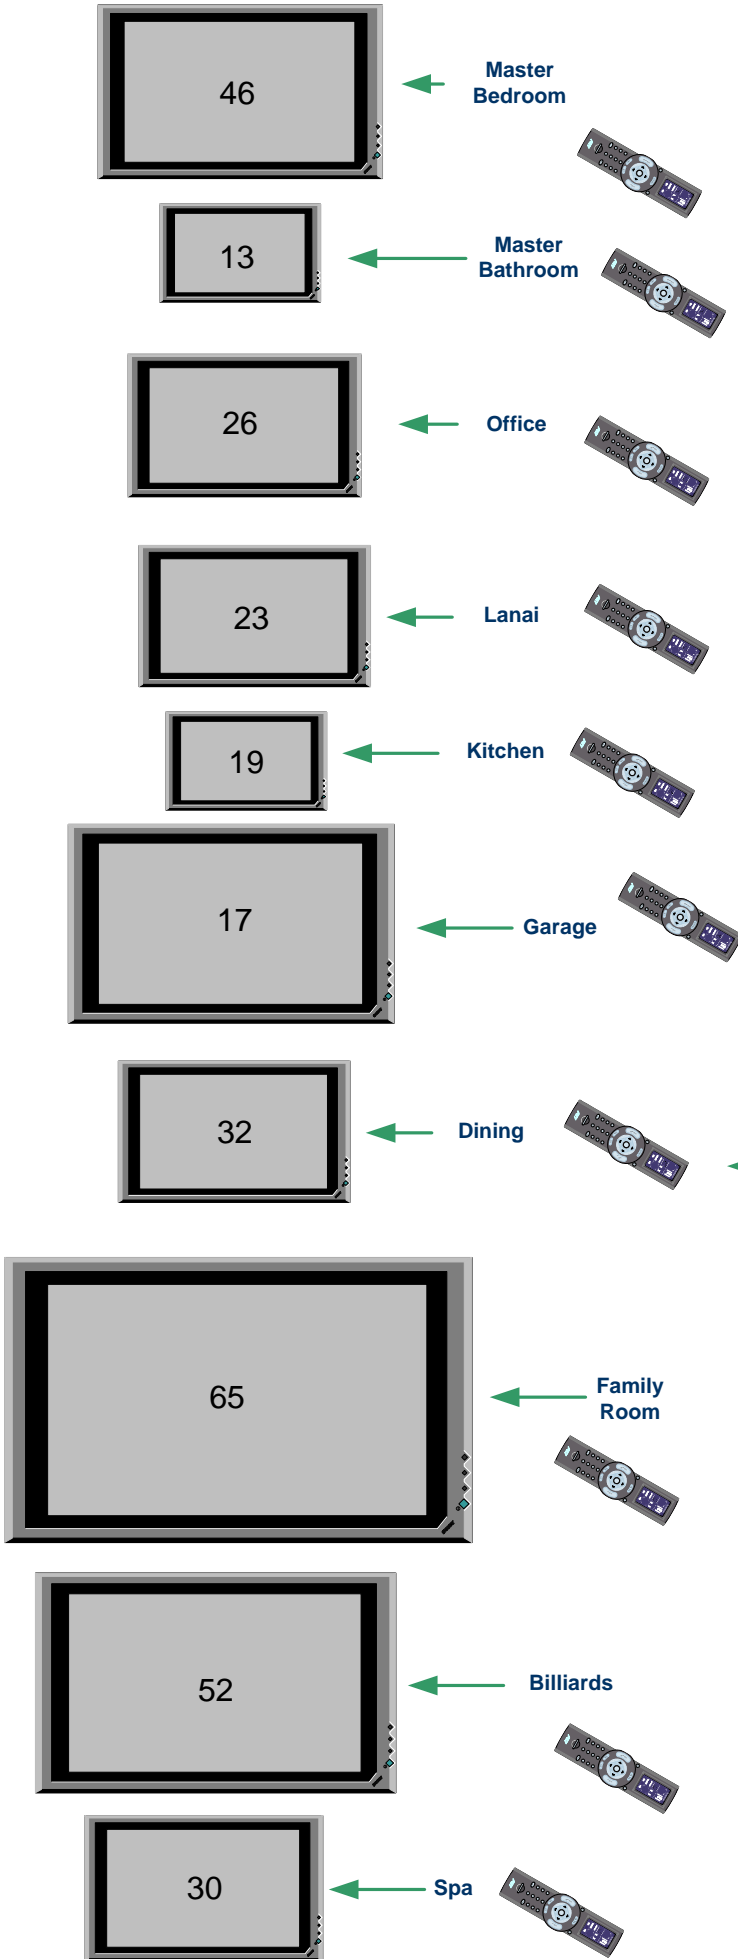 46
Master
Bedroom
13
Master
Bathroom
26
Office
23
Lanai
19
Kitchen
17
Garage
32
Dining
65
Family
Room
52
Billiards
30
Spa